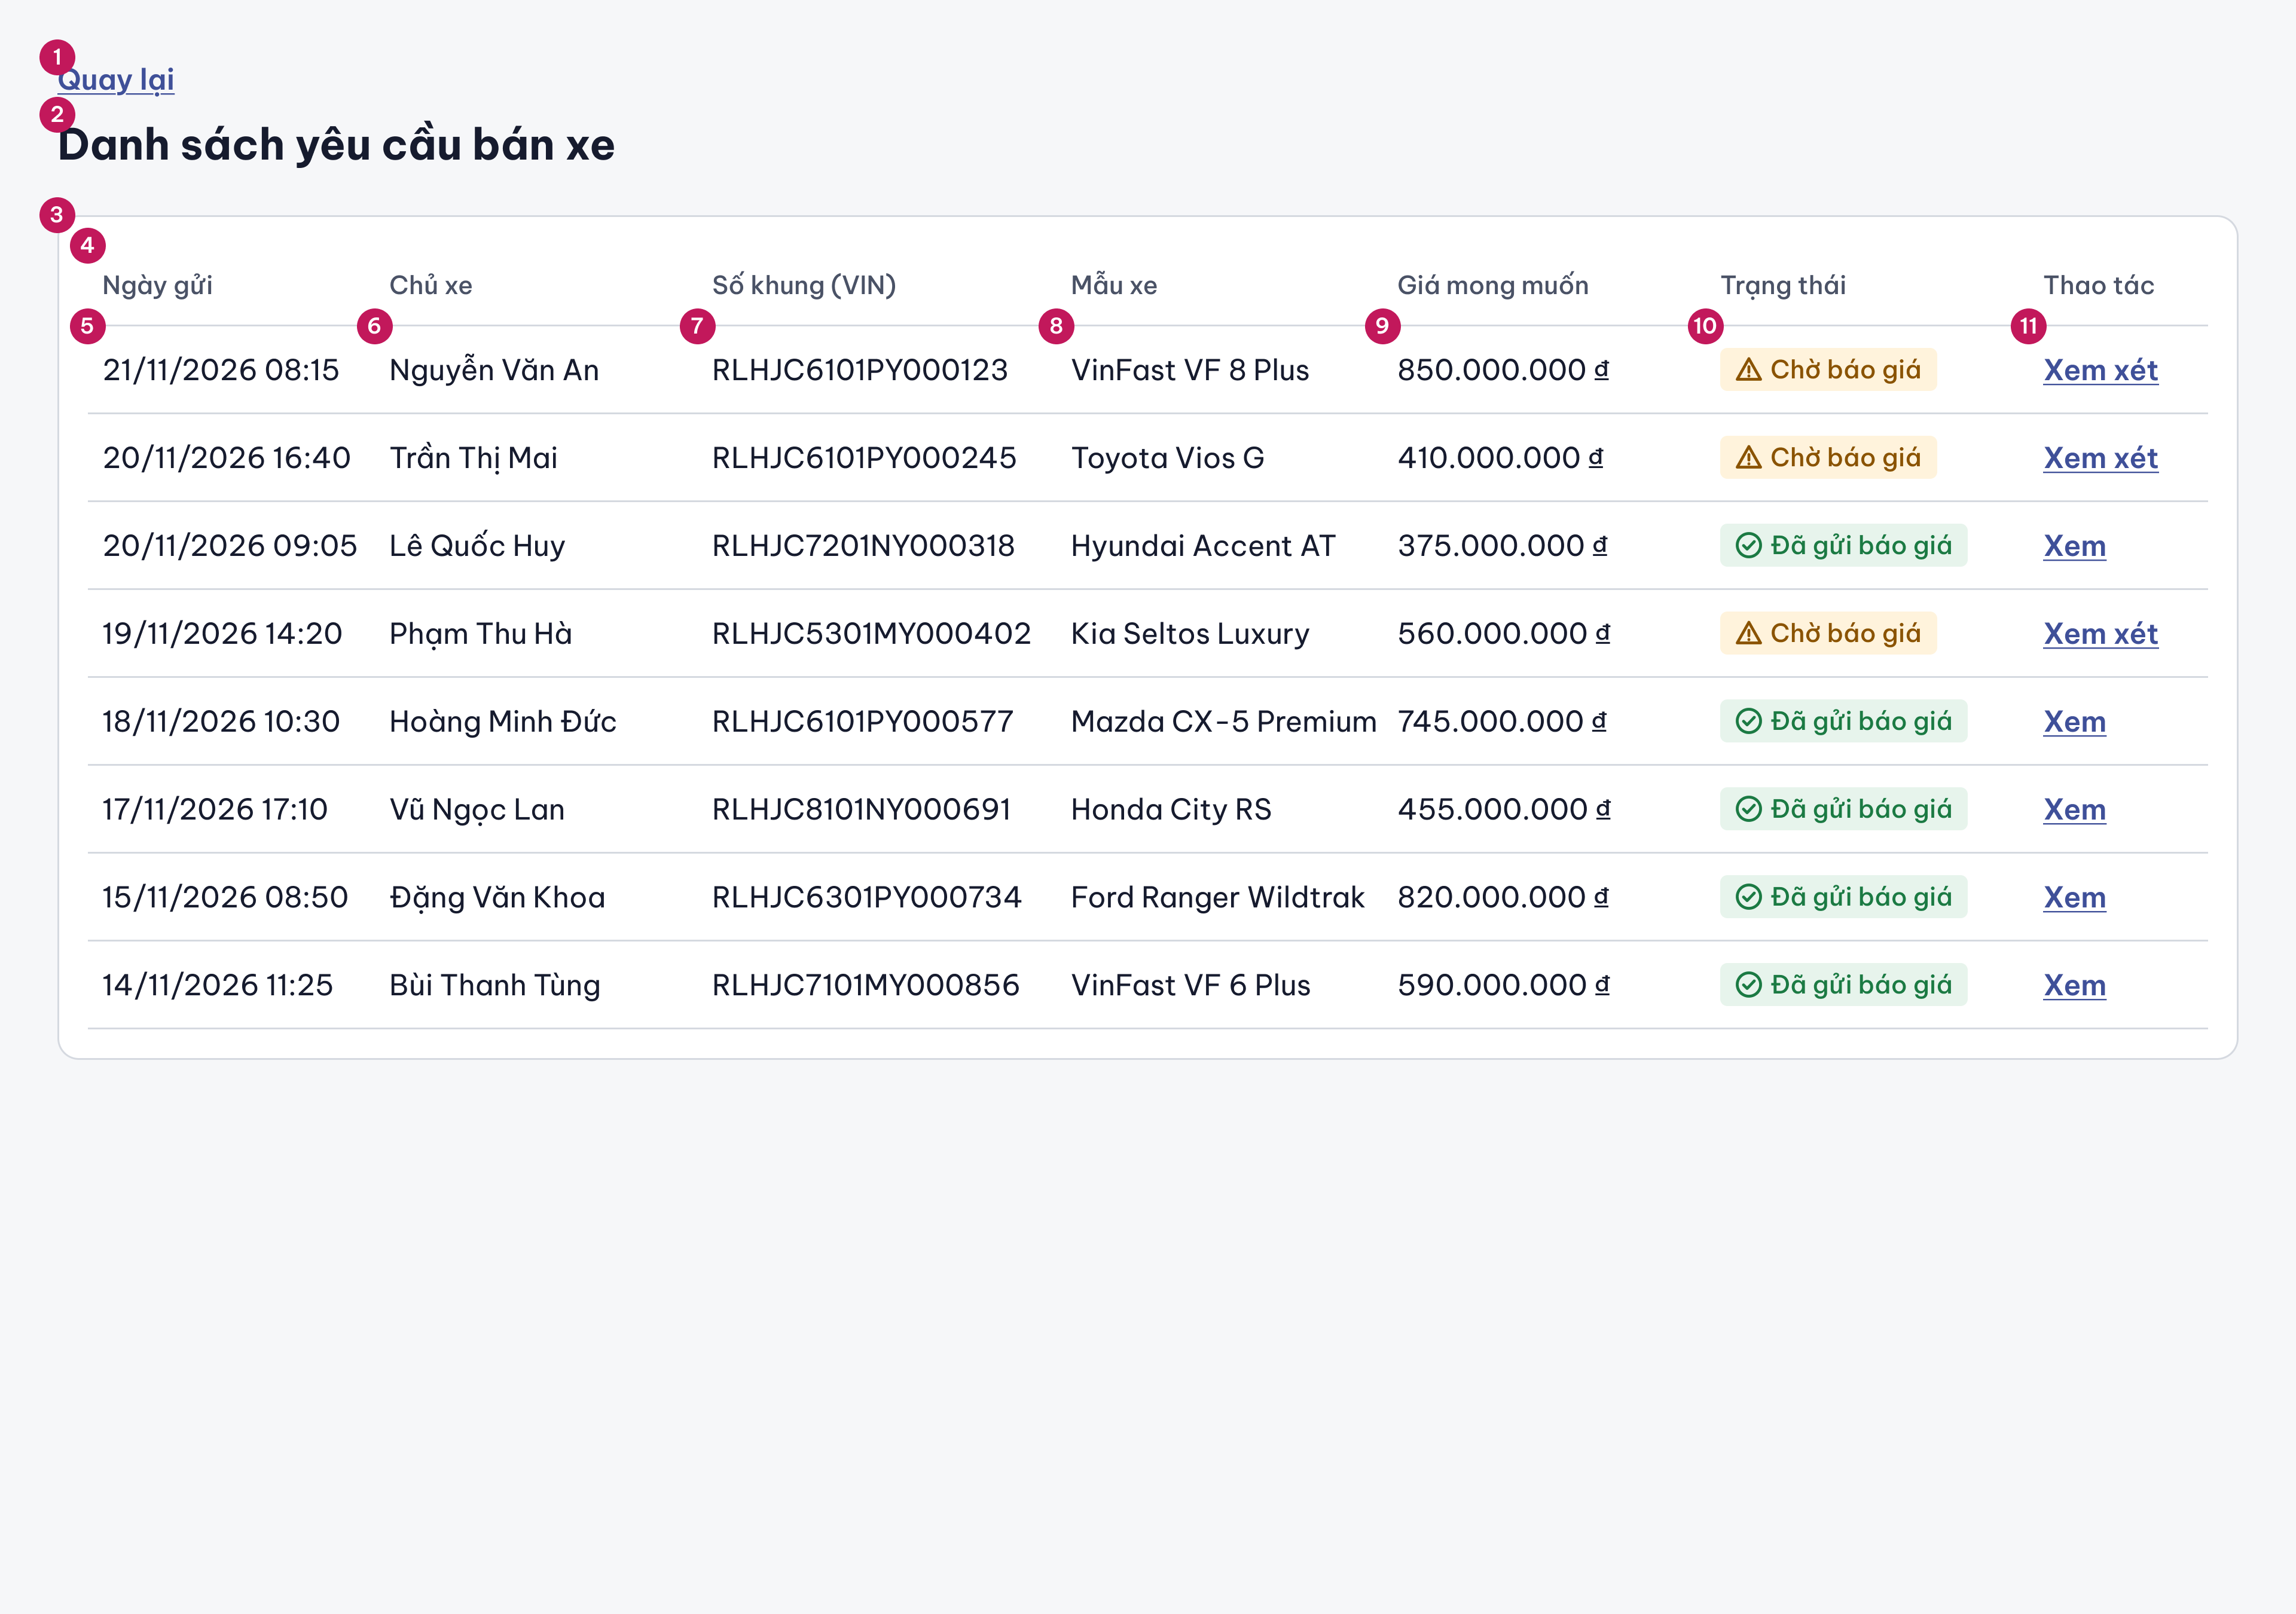 1
Quay lại
2
Danh sách yêu cầu bán xe
3
4
Ngày gửi Chủ xe Số khung (VIN) Mẫu xe Giá mong muốn Trạng thái Thao tác
5 6 7 8 9 10 11
21/11/2026 08:15 Nguyễn Văn An RLHJC6101PY000123 VinFast VF 8 Plus 850.000.000 ₫ Chờ báo giá Xem xét
20/11/2026 16:40 Trần Thị Mai RLHJC6101PY000245 Toyota Vios G 410.000.000 ₫ Chờ báo giá Xem xét
20/11/2026 09:05 Lê Quốc Huy RLHJC7201NY000318 Hyundai Accent AT 375.000.000 ₫ Đã gửi báo giá Xem
19/11/2026 14:20 Phạm Thu Hà RLHJC5301MY000402 Kia Seltos Luxury 560.000.000 ₫ Chờ báo giá Xem xét
18/11/2026 10:30 Hoàng Minh Đức RLHJC6101PY000577 Mazda CX-5 Premium 745.000.000 ₫ Đã gửi báo giá Xem
17/11/2026 17:10 Vũ Ngọc Lan RLHJC8101NY000691 Honda City RS 455.000.000 ₫ Đã gửi báo giá Xem
15/11/2026 08:50 Đặng Văn Khoa RLHJC6301PY000734 Ford Ranger Wildtrak 820.000.000 ₫ Đã gửi báo giá Xem
14/11/2026 11:25 Bùi Thanh Tùng RLHJC7101MY000856 VinFast VF 6 Plus 590.000.000 ₫ Đã gửi báo giá Xem